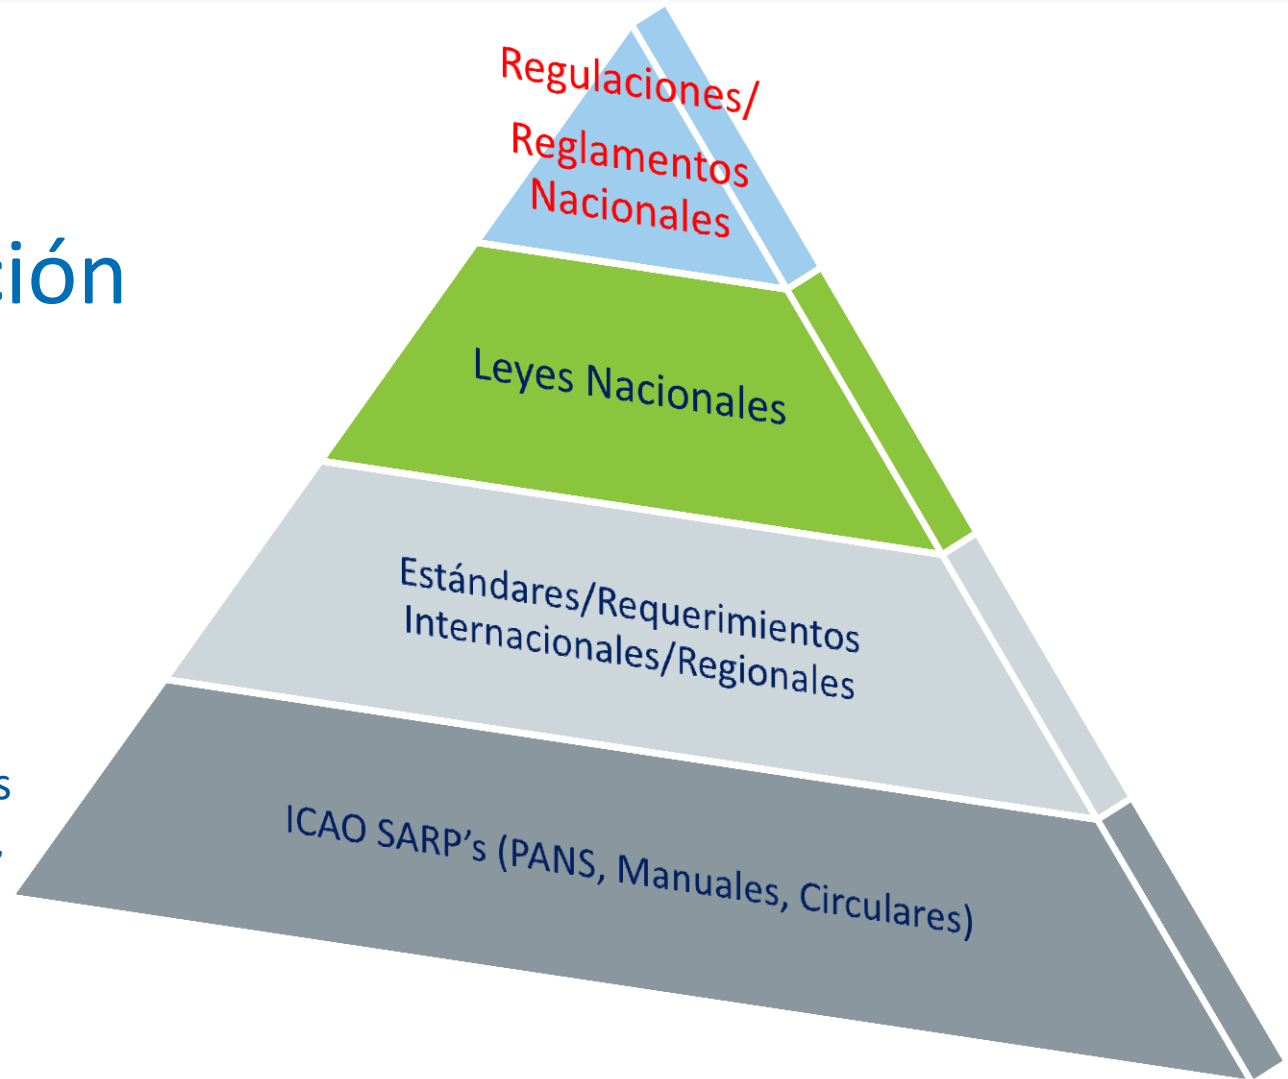 Regulaciones/
Reglamentos
Nacionales
ción
Leyes Nacionales
Estándares/Requerimientos
Internacionales/Regionales
s
,
ICAO SARP’s (PANS, Manuales, Circulares)